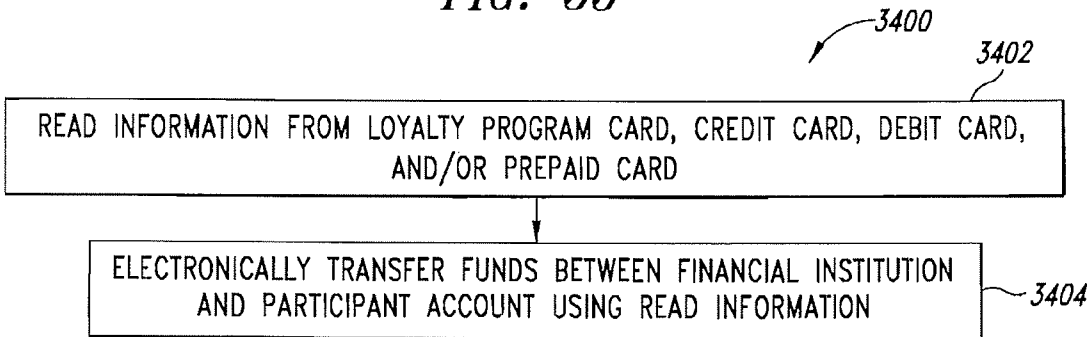 3400
3402
READ INFORMATION FROM LOYALTY PROGRAM CARD, CREDIT CARD, DEBIT CARD,
AND/OR PREPAID CARD
ELECTRONICALLY TRANSFER FUNDS BETWEEN FINANCIAL INSTITUTION
AND PARTICIPANT ACCOUNT USING READ INFORMATION
3404